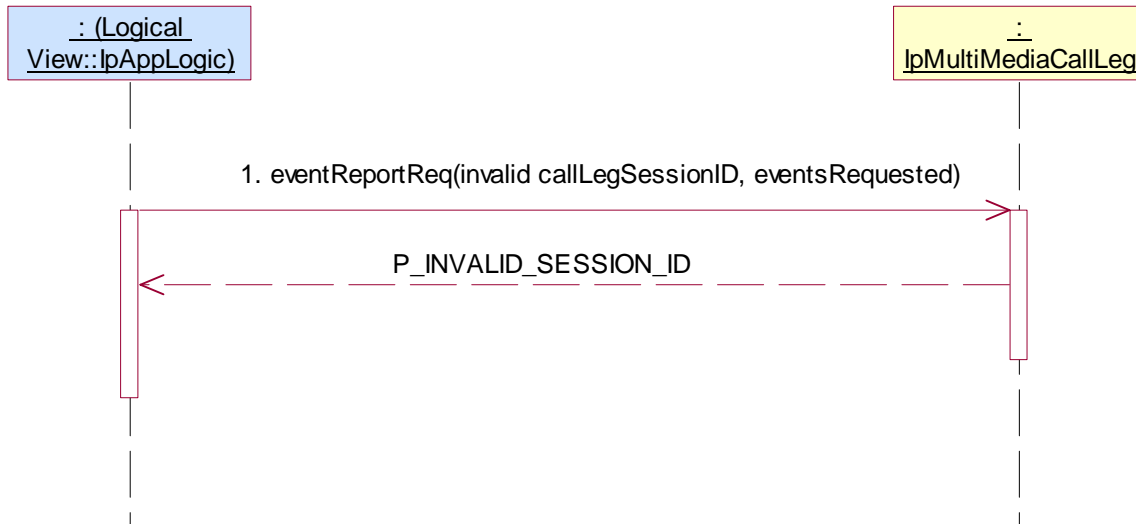 : (Logical
View::IpAppLogic)
:
IpMultiMediaCallLeg
1. eventReportReq(invalid callLegSessionID, eventsRequested)
P_INVALID_SESSION_ID